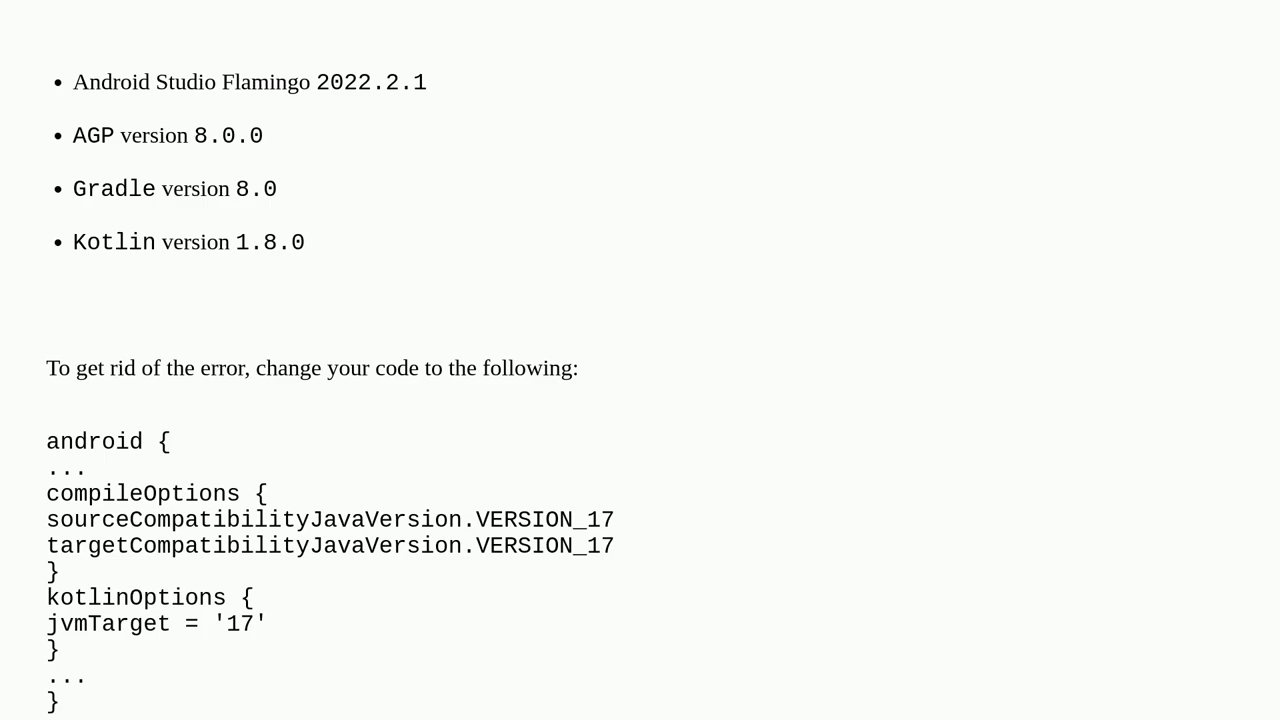 • Android Studio Flamingo 2022.2.1
• AGP version 8.0.0
• Gradle version 8.0
• Kotlin version 1.8.0
To get rid of the error, change your code to the following:
android {
...
compileOptions {
sourceCompatibilityJavaVersion.VERSION_17
targetCompatibilityJavaVersion.VERSION_17
}
kotlinOptions {
jvmTarget = '17'
}
...
}